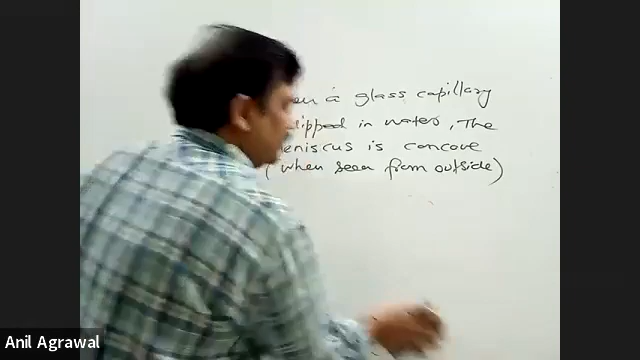 a glass capillary
dipped in water, The
eniscus is concave
(when seen from outside)
Anil Agrawal